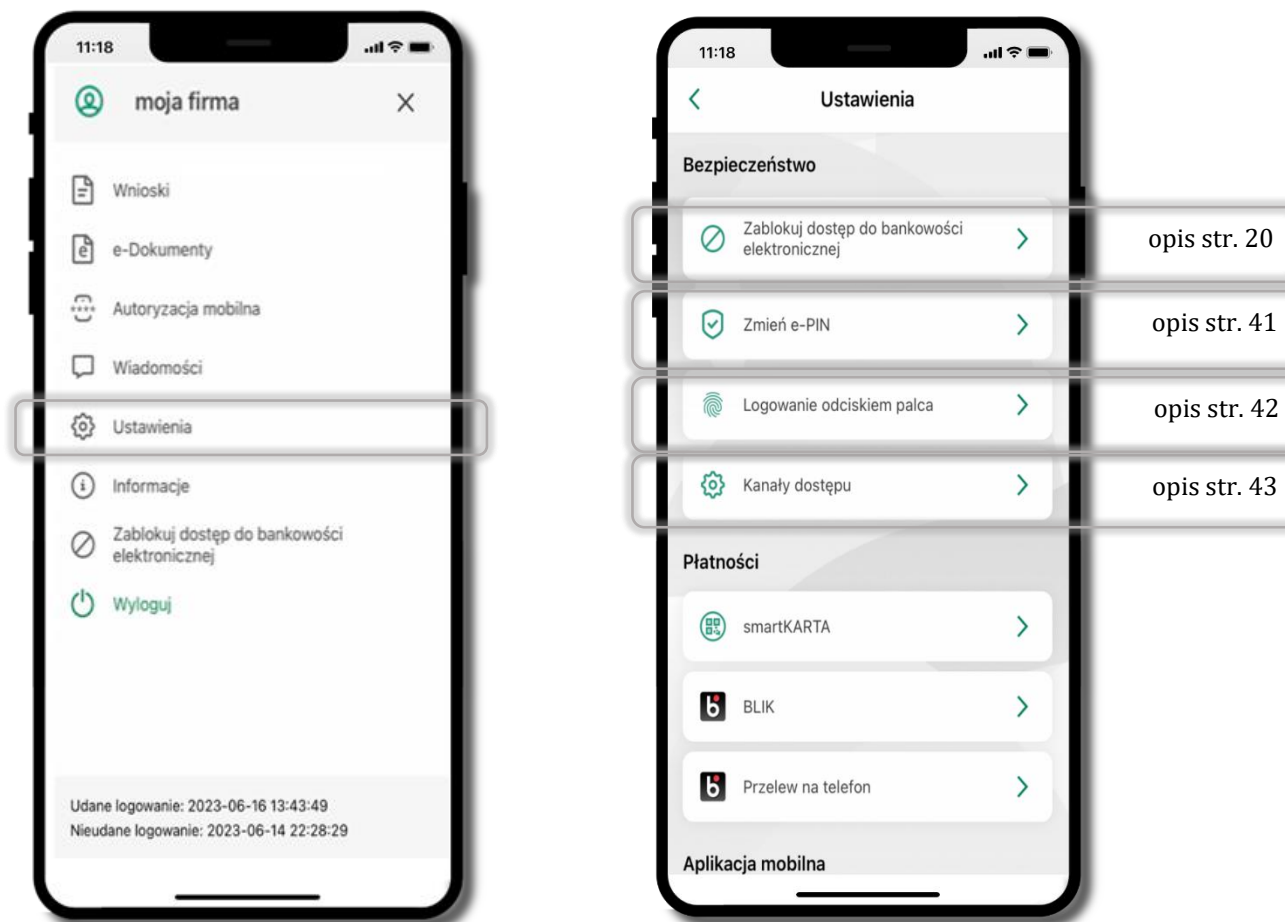 11:18
moja firma
Wnioski
e-Dokumenty
Autoryzacja mobilna
Wiadomości
Ustawienia
Informacje
Zablokuj dostęp do bankowości
elektronicznej
Wyloguj
Udane logowanie: 2023-06-16 13:43:49
Nieudane logowanie: 2023-06-14 22:28:29
11:18
Ustawienia
Bezpieczeństwo
Zablokuj dostęp do bankowości
elektronicznej
opis str. 20
Zmień e-PIN
opis str. 41
Logowanie odciskiem palca
opis str. 42
Kanały dostępu
opis str. 43
Płatności
smartKARTA
BLIK
Przelew na telefon
Aplikacja mobilna